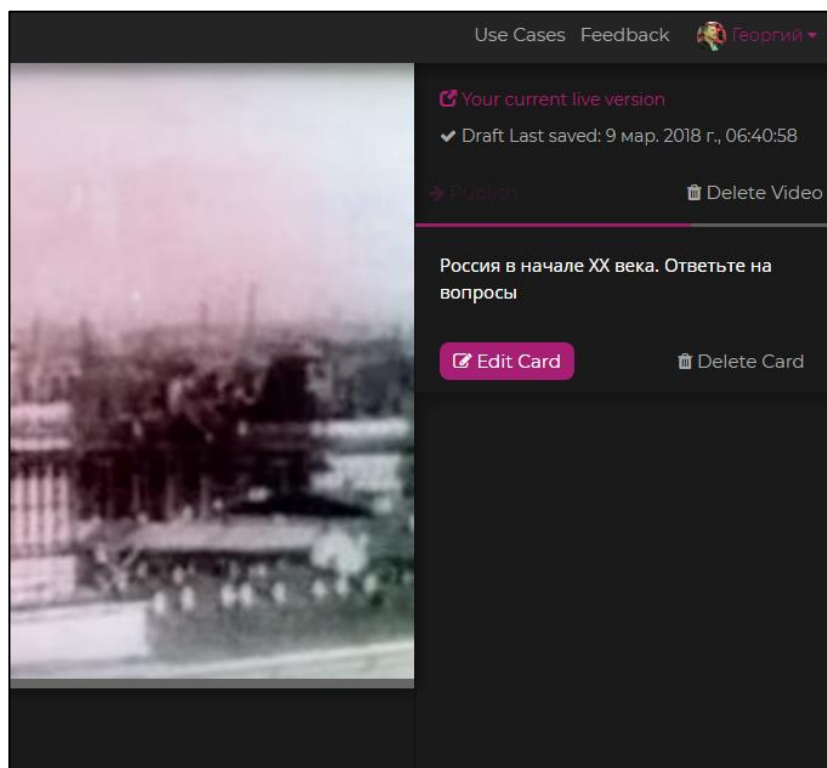 Use Cases Feedback Георгий
Your current live version
Draft Last saved: 9 мар. 2018 г., 06:40:58
Publish Delete Video
Россия в начале XX века. Ответьте на
вопросы
Edit Card Delete Card